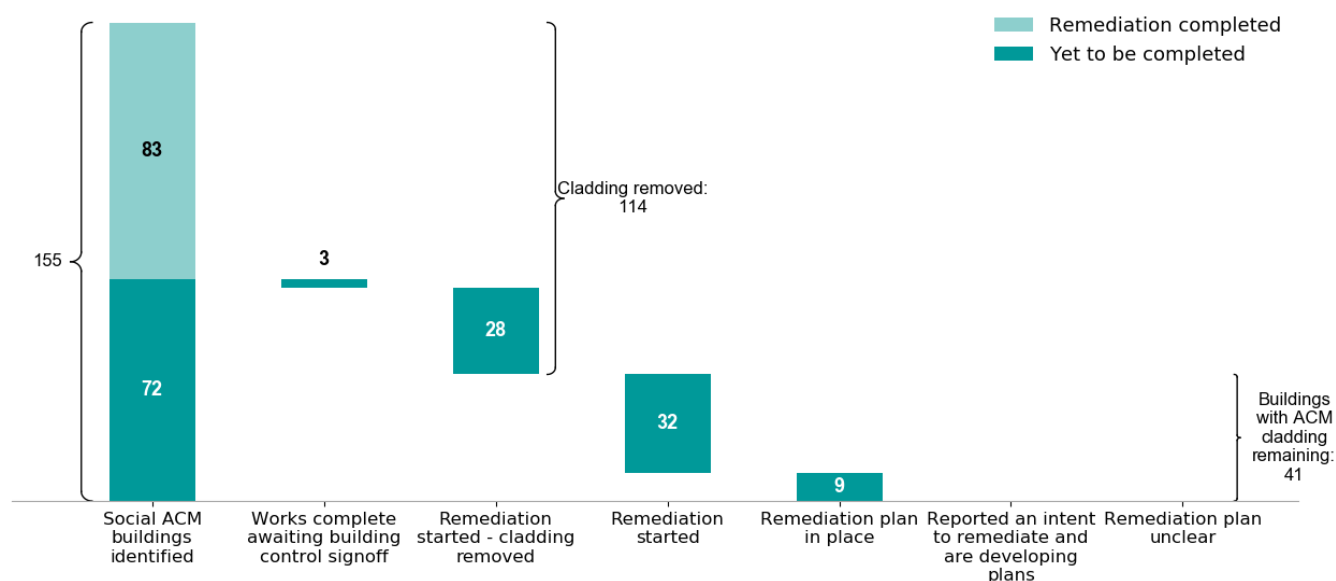 Remediation completed
Yet to be completed
83
Cladding removed:
114
155
3
28
72
32
Buildings
with ACM
cladding
remaining:
41
9
Social ACM
buildings
identified
Works complete
awaiting building
control signoff
Remediation
started - cladding
removed
Remediation
started
Remediation plan
in place
Reported an intent
to remediate and
are developing
plans
Remediation plan
unclear